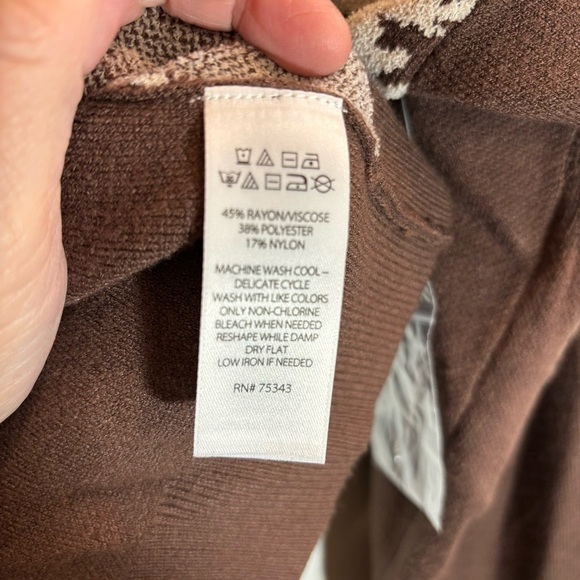 45% RAYON/VISCOSE
38% POLYESTER
17% NYLON
MACHINE WASH COOL –
DELICATE CYCLE
WASH WITH LIKE COLORS
ONLY NON-CHLORINE
BLEACH WHEN NEEDED
RESHAPE WHILE DAMP
DRY FLAT
LOW IRON IF NEEDED
RN# 75343